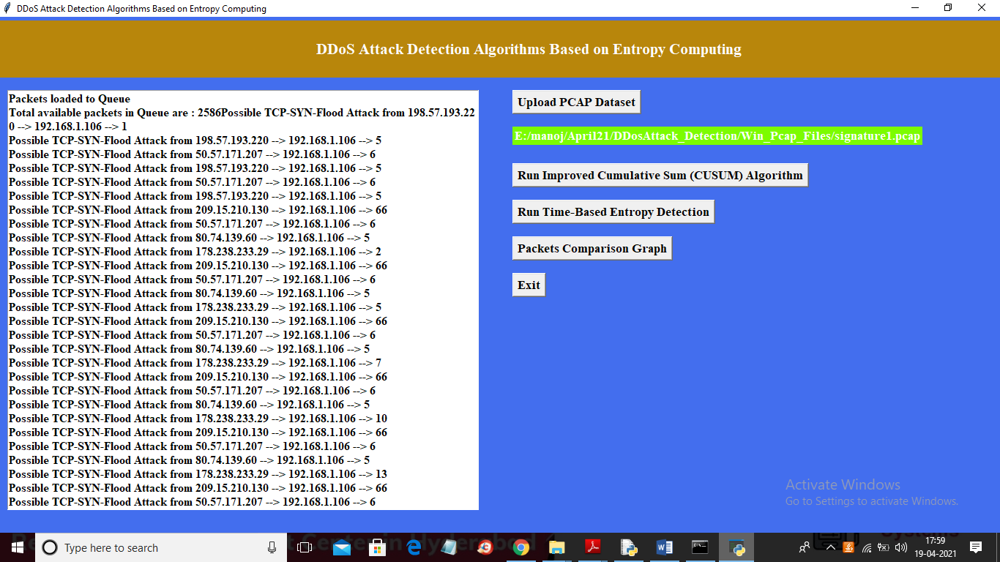 DDoS Attack Detection Algorithms Based on Entropy Computing
DDoS Attack Detection Algorithms Based on Entropy Computing
Packets loaded to Queue
Total available packets in Queue are : 2586Possible TCP-SYN-Flood Attack from 198.57.193.22
0 --> 192.168.1.106 --> 1
Possible TCP-SYN-Flood Attack from 198.57.193.220 --> 192.168.1.106 --> 5
Possible TCP-SYN-Flood Attack from 50.57.171.207 --> 192.168.1.106 --> 6
Possible TCP-SYN-Flood Attack from 198.57.193.220 --> 192.168.1.106 --> 5
Possible TCP-SYN-Flood Attack from 50.57.171.207 --> 192.168.1.106 --> 6
Possible TCP-SYN-Flood Attack from 198.57.193.220 --> 192.168.1.106 --> 5
Possible TCP-SYN-Flood Attack from 209.15.210.130 --> 192.168.1.106 --> 66
Possible TCP-SYN-Flood Attack from 50.57.171.207 --> 192.168.1.106 --> 6
Possible TCP-SYN-Flood Attack from 80.74.139.60 --> 192.168.1.106 --> 5
Possible TCP-SYN-Flood Attack from 178.238.233.29 --> 192.168.1.106 --> 2
Possible TCP-SYN-Flood Attack from 209.15.210.130 --> 192.168.1.106 --> 66
Possible TCP-SYN-Flood Attack from 50.57.171.207 --> 192.168.1.106 --> 6
Possible TCP-SYN-Flood Attack from 80.74.139.60 --> 192.168.1.106 --> 5
Possible TCP-SYN-Flood Attack from 178.238.233.29 --> 192.168.1.106 --> 5
Possible TCP-SYN-Flood Attack from 209.15.210.130 --> 192.168.1.106 --> 66
Possible TCP-SYN-Flood Attack from 50.57.171.207 --> 192.168.1.106 --> 6
Possible TCP-SYN-Flood Attack from 80.74.139.60 --> 192.168.1.106 --> 5
Possible TCP-SYN-Flood Attack from 178.238.233.29 --> 192.168.1.106 --> 7
Possible TCP-SYN-Flood Attack from 209.15.210.130 --> 192.168.1.106 --> 66
Possible TCP-SYN-Flood Attack from 50.57.171.207 --> 192.168.1.106 --> 6
Possible TCP-SYN-Flood Attack from 80.74.139.60 --> 192.168.1.106 --> 5
Possible TCP-SYN-Flood Attack from 178.238.233.29 --> 192.168.1.106 --> 10
Possible TCP-SYN-Flood Attack from 209.15.210.130 --> 192.168.1.106 --> 66
Possible TCP-SYN-Flood Attack from 50.57.171.207 --> 192.168.1.106 --> 6
Possible TCP-SYN-Flood Attack from 80.74.139.60 --> 192.168.1.106 --> 5
Possible TCP-SYN-Flood Attack from 178.238.233.29 --> 192.168.1.106 --> 13
Possible TCP-SYN-Flood Attack from 209.15.210.130 --> 192.168.1.106 --> 66
Possible TCP-SYN-Flood Attack from 50.57.171.207 --> 192.168.1.106 --> 6
Upload PCAP Dataset
E:/manoj/April21/DDosAttack_Detection/Win_Pcap_Files/signature1.pcap
Run Improved Cumulative Sum (CUSUM) Algorithm
Run Time-Based Entropy Detection
Packets Comparison Graph
Exit
Activate Windows
Go to Settings to activate Windows.
Type here to search
17:59
19-04-2021